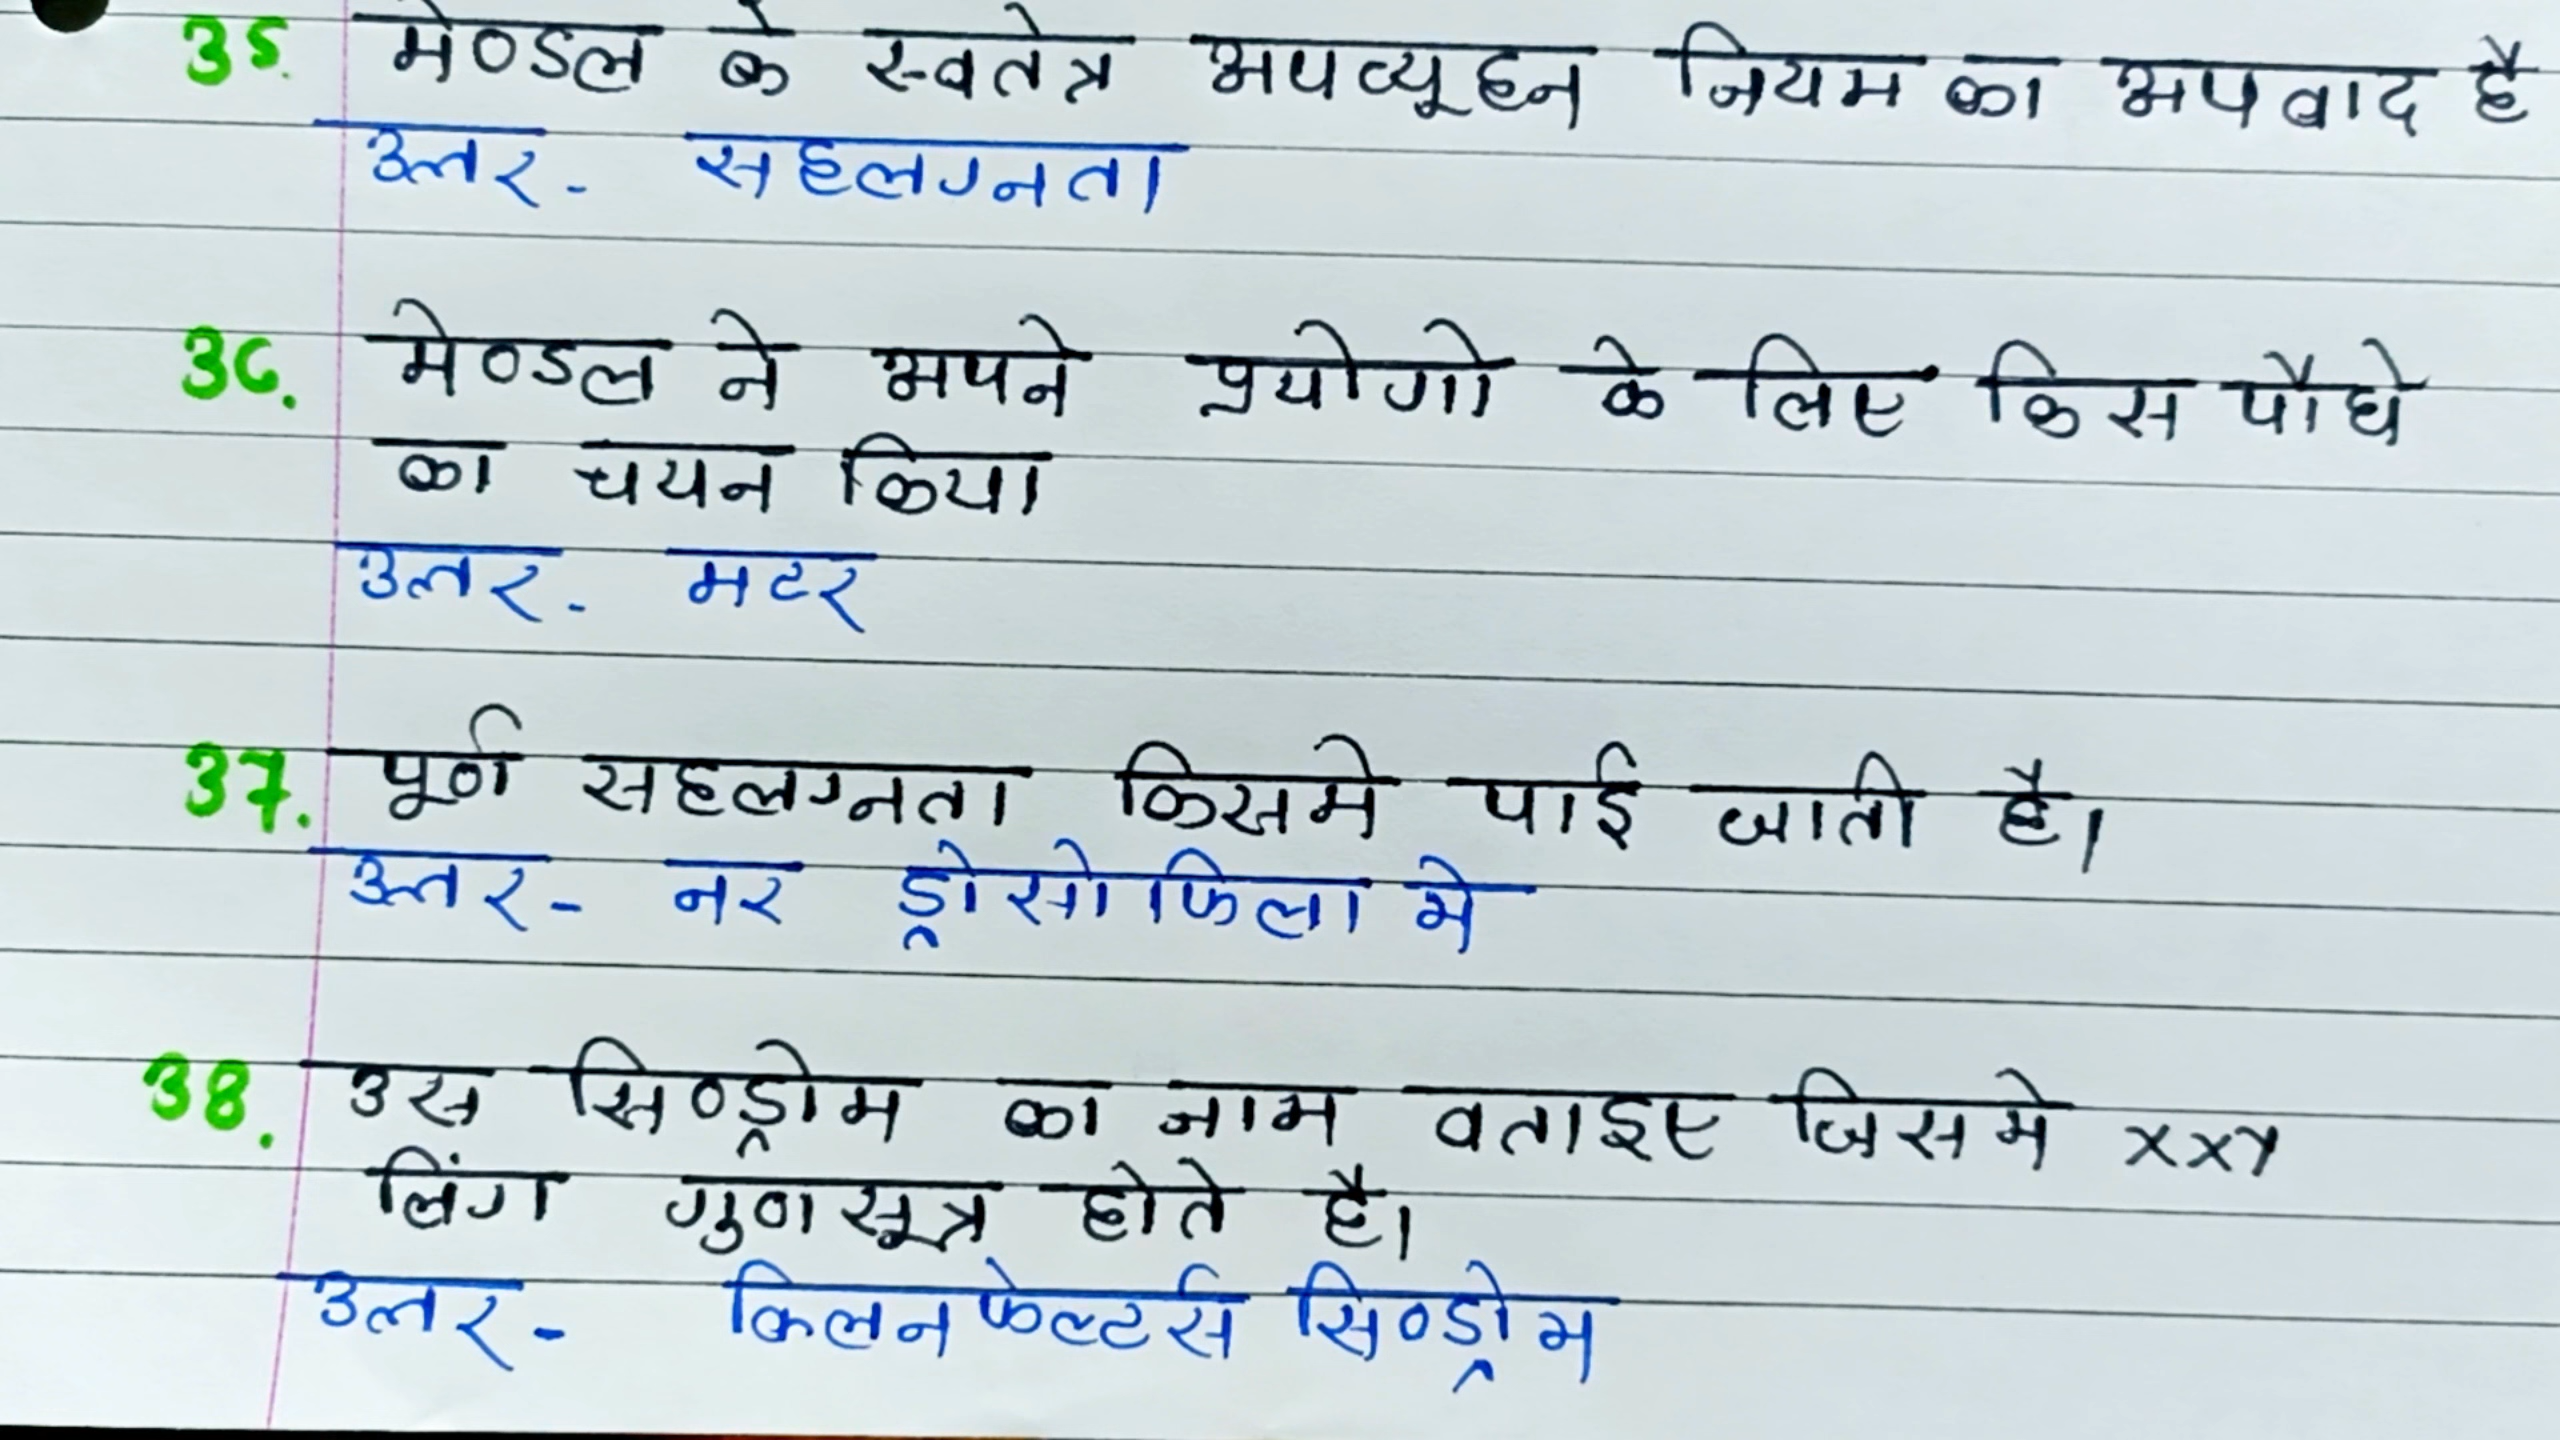 35. मेण्डल के स्वतंत्र अपव्यूहन नियम का अपवाद है
उत्तर - सहलग्नता
36. मेण्डल ने अपने प्रयोगो के लिए किस पौधे
का चयन किया
उत्तर - मटर
37. पूर्ण सहलग्नता किसमे पाई जाती है।
उत्तर - नर ड्रोसोफिला मे
38. उस सिण्ड्रोम का नाम बताइए जिसमे XXY
लिंग गुणसूत्र होते है।
उत्तर - क्लिनफेल्टर्स सिण्ड्रोम